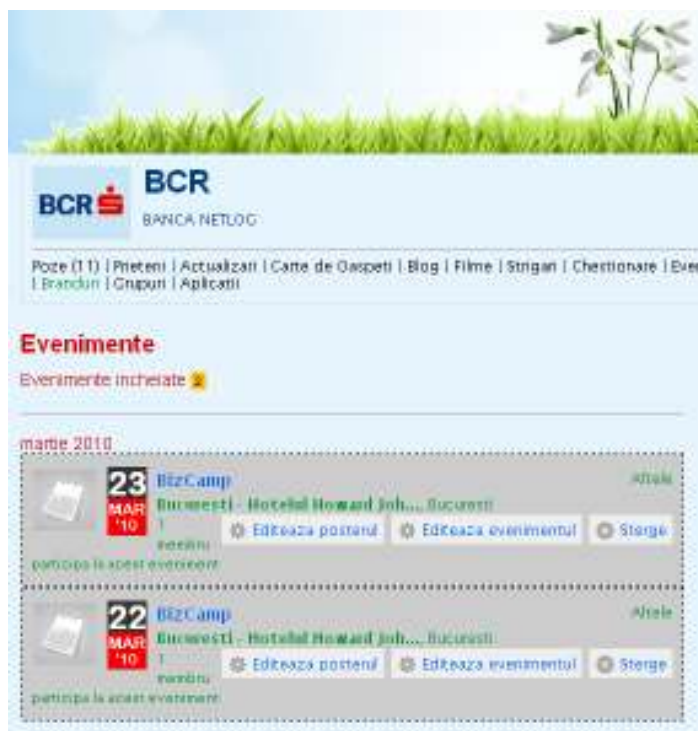 BCR
BCR
BANCA NETLOG
Poze (11) | Prieteni | Actualizari | Carte de Oaspeti | Blog | Filme | Strigari | Chestionare | Eve
| Branduri | Grupuri | Aplicatii
Evenimente
Evenimente incheiate 2
martie 2010
23 MAR '10
BizCamp
Altele
Bucuresti - Hotelul Howard Joh..., Bucuresti
1 membru
Editeaza posterul
Editeaza evenimentul
Sterge
participa la acest eveniment
22 MAR '10
BizCamp
Altele
Bucuresti - Hotelul Howard Joh..., Bucuresti
1 membru
Editeaza posterul
Editeaza evenimentul
Sterge
participa la acest eveniment